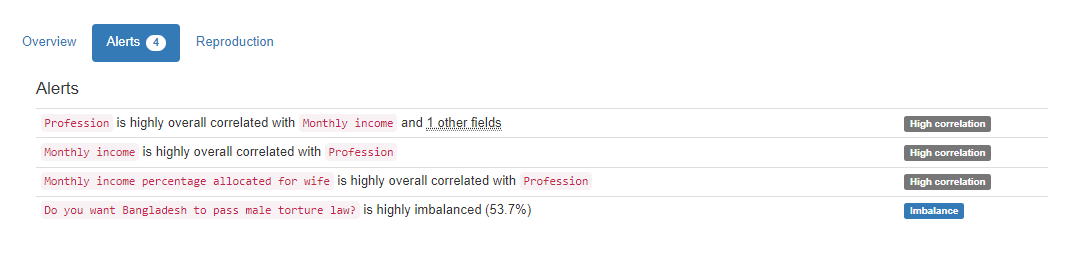 Overview Alerts 4 Reproduction
Alerts
Profession is highly overall correlated with Monthly income and 1 other fields High correlation
Monthly income is highly overall correlated with Profession High correlation
Monthly income percentage allocated for wife is highly overall correlated with Profession High correlation
Do you want Bangladesh to pass male torture law? is highly imbalanced (53.7%) Imbalance